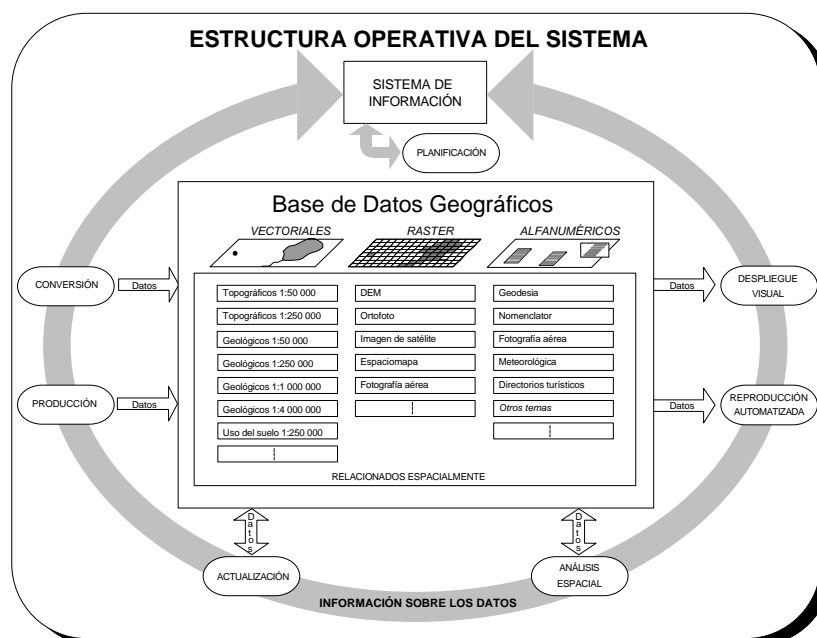 ESTRUCTURA OPERATIVA DEL SISTEMA
SISTEMA DE
INFORMACIÓN
PLANIFICACIÓN
Base de Datos Geográficos
VECTORIALES
RASTER
ALFANUMÉRICOS
CONVERSIÓN
Datos
PRODUCCIÓN
Datos
Topográficos 1:50 000
Topográficos 1:250 000
Geológicos 1:50 000
Geológicos 1:250 000
Geológicos 1:1 000 000
Geológicos 1:4 000 000
Uso del suelo 1:250 000
DEM
Ortofoto
Imagen de satélite
Espaciomapa
Fotografía aérea
Geodesia
Nomenclator
Fotografía aérea
Meteorológica
Directorios turísticos
Otros temas
RELACIONADOS ESPACIALMENTE
Datos
DESPLIEGUE
VISUAL
Datos
REPRODUCCIÓN
AUTOMATIZADA
Datos
ACTUALIZACIÓN
Datos
ANÁLISIS
ESPACIAL
INFORMACIÓN SOBRE LOS DATOS